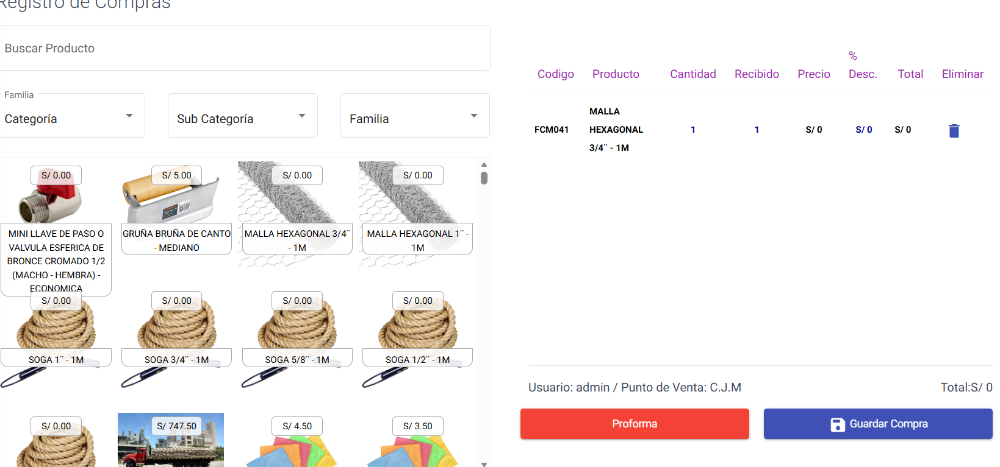 Registro de Compras
Buscar Producto
Familia
Categoría
Sub Categoría
Familia
S/ 0.00
S/ 5.00
S/ 0.00
S/ 0.00
MINI LLAVE DE PASO O
VALVULA ESFERICA DE
BRONCE CROMADO 1/2
(MACHO - HEMBRA) -
ECONOMICA
GRUÑA BRUÑA DE CANTO
- MEDIANO
MALLA HEXAGONAL 3/4¨
- 1M
MALLA HEXAGONAL 1¨ -
1M
S/ 0.00
S/ 0.00
S/ 0.00
S/ 0.00
SOGA 1¨ - 1M
SOGA 3/4¨ - 1M
SOGA 5/8¨ - 1M
SOGA 1/2¨ - 1M
S/ 0.00
S/ 747.50
S/ 4.50
S/ 3.50
Codigo
Producto
Cantidad
Recibido
Precio
%
Desc.
Total
Eliminar
FCM041
MALLA
HEXAGONAL
3/4¨ - 1M
1
1
S/ 0
S/ 0
S/ 0
Usuario: admin / Punto de Venta: C.J.M
Total:S/ 0
Proforma
Guardar Compra